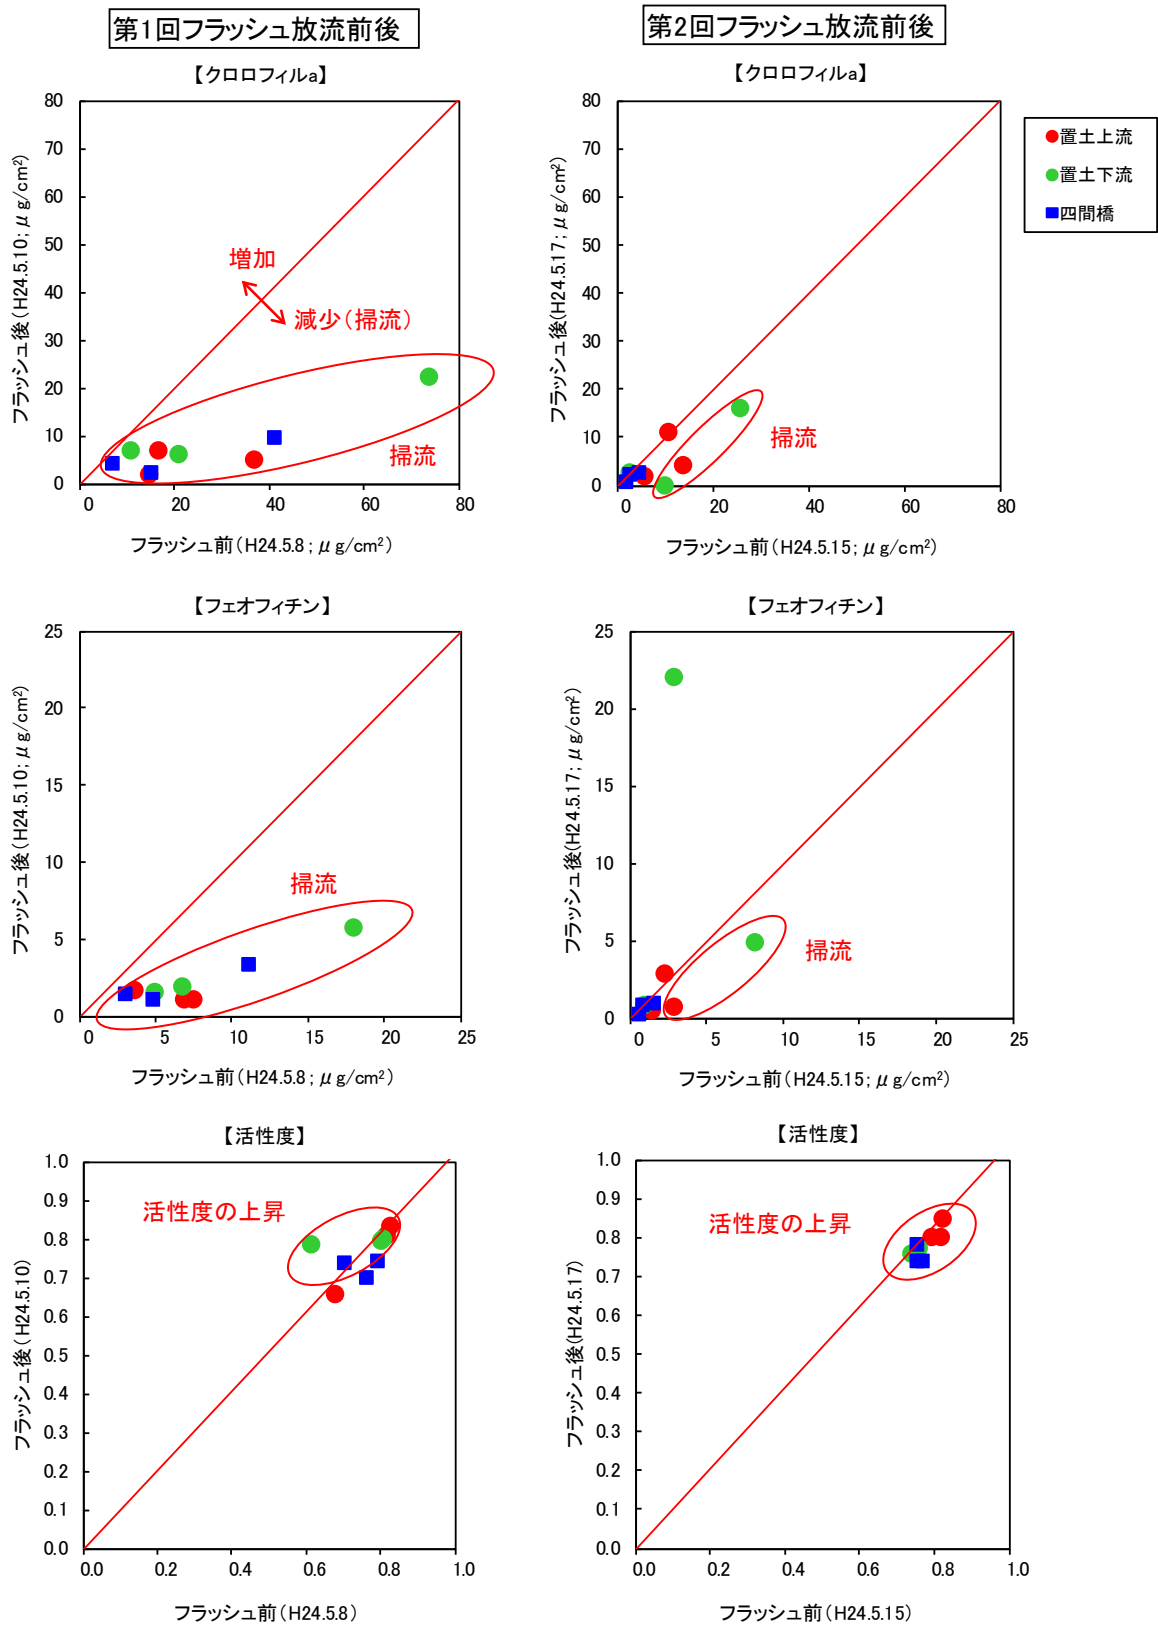 第1回フラッシュ放流前後
第2回フラッシュ放流前後
【クロロフィルa】
フラッシュ後(H24.5.10; μg/cm²)
80
70
60
50
40
30
20
10
0
増加
減少(掃流)
掃流
0 20 40 60 80
フラッシュ前(H24.5.8; μg/cm²)
【クロロフィルa】
フラッシュ後(H24.5.17; μg/cm²)
80
70
60
50
40
30
20
10
0
掃流
0 20 40 60 80
フラッシュ前(H24.5.15; μg/cm²)
置土上流
置土下流
四間橋
【フェオフィチン】
フラッシュ後(H24.5.10; μg/cm²)
25
20
15
10
5
0
掃流
0 5 10 15 20 25
フラッシュ前(H24.5.8; μg/cm²)
【フェオフィチン】
フラッシュ後(H24.5.17; μg/cm²)
25
20
15
10
5
0
掃流
0 5 10 15 20 25
フラッシュ前(H24.5.15; μg/cm²)
【活性度】
フラッシュ後(H24.5.10)
1.0
0.9
0.8
0.7
0.6
0.5
0.4
0.3
0.2
0.1
0.0
活性度の上昇
0.0 0.2 0.4 0.6 0.8 1.0
フラッシュ前(H24.5.8)
【活性度】
フラッシュ後(H24.5.17)
1.0
0.9
0.8
0.7
0.6
0.5
0.4
0.3
0.2
0.1
0.0
活性度の上昇
0.0 0.2 0.4 0.6 0.8 1.0
フラッシュ前(H24.5.15)